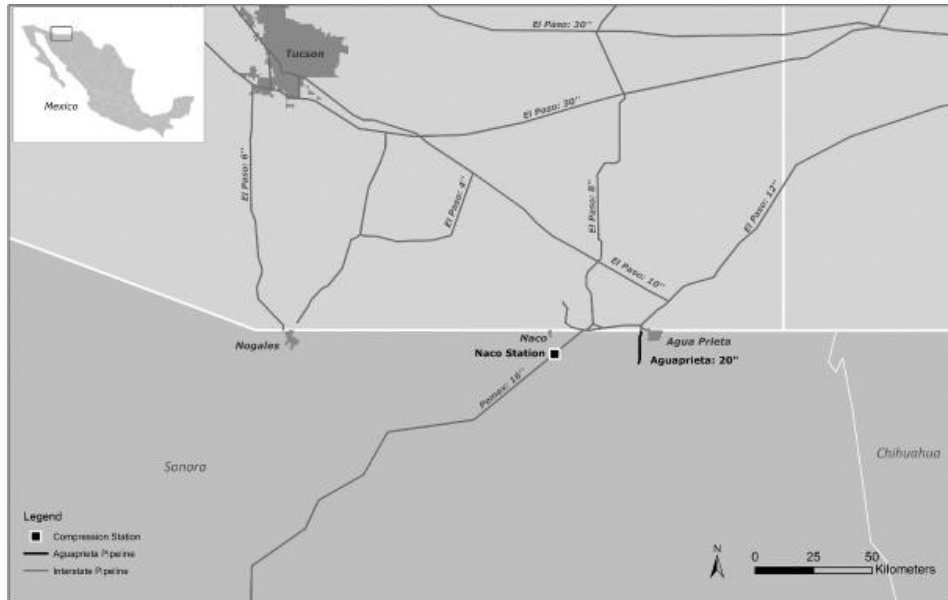 Mexico
Tucson
El Paso: 20"
El Paso: 30"
El Paso: 6"
El Paso: 4"
El Paso: 8"
El Paso: 12"
El Paso: 10"
Nogales
Naco
Naco Station
Agua Prieta
Aguaprieta: 20"
Pemex: 16"
Sonora
Chihuahua
Legend
Compression Station
Aguaprieta Pipeline
Interstate Pipeline
N
0 25 50
Kilometers